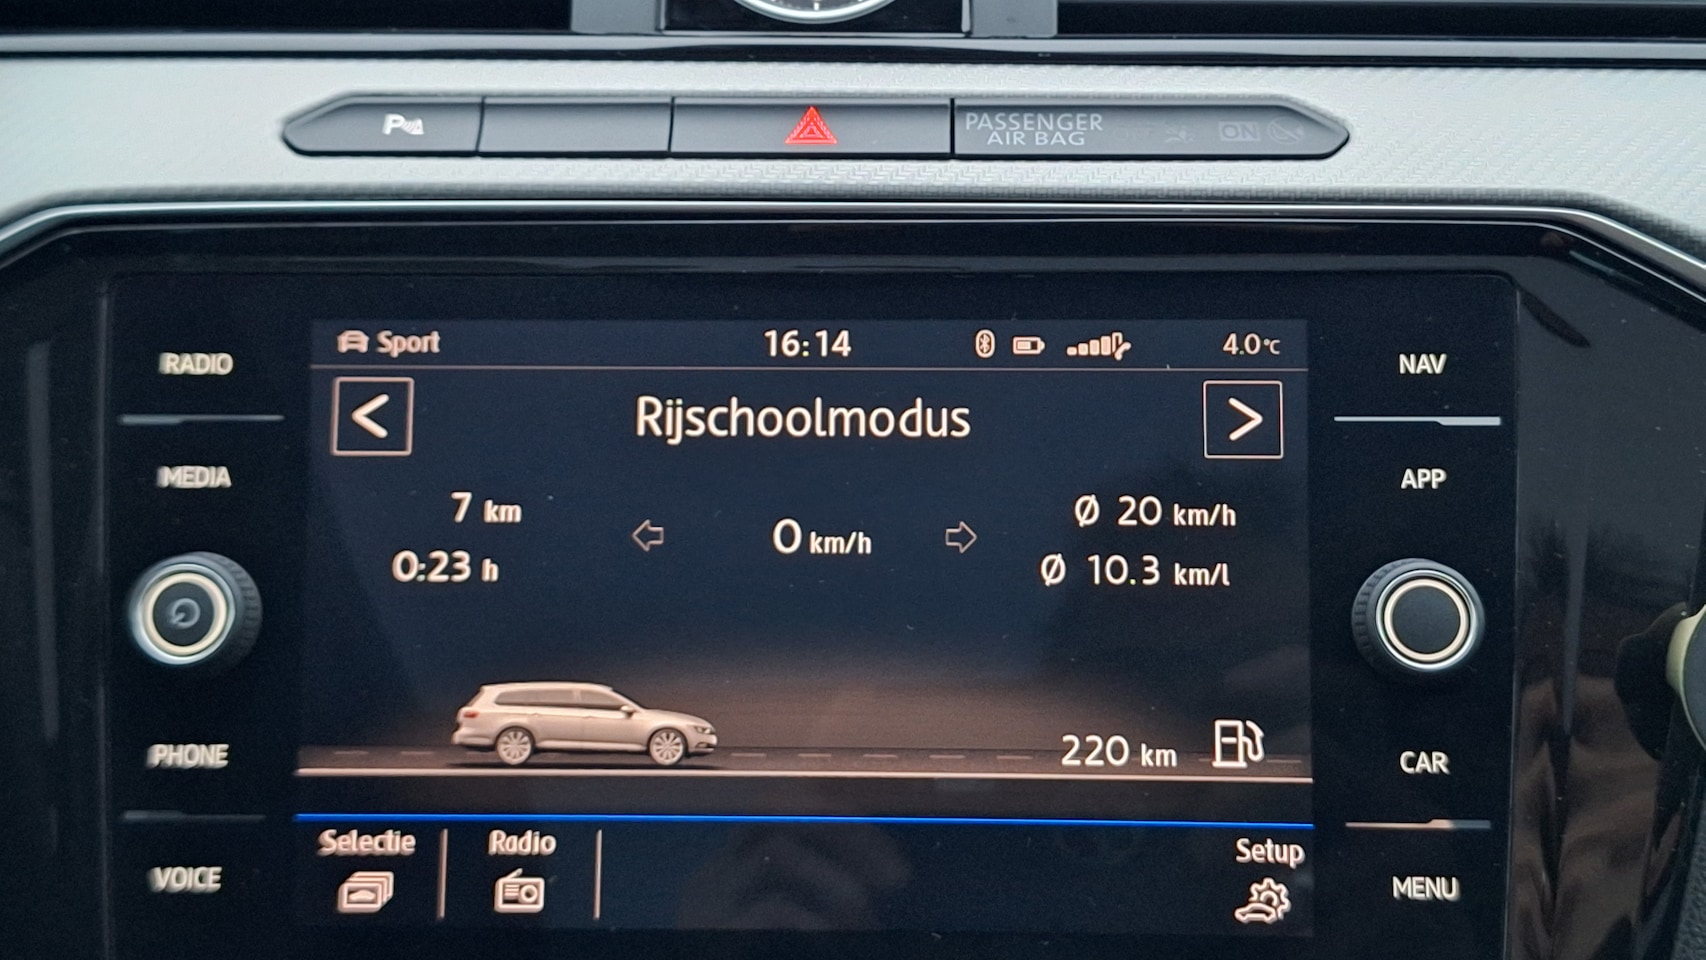 P
PASSENGER
AIR BAG
ON
RADIO
MEDIA
PHONE
VOICE
Sport
16:14
4.0°C
<
Rijschoolmodus
>
7 km
0 km/h
Ø 20 km/h
0:23 h
Ø 10.3 km/l
220 km
Selectie
Radio
Setup
NAV
APP
CAR
MENU